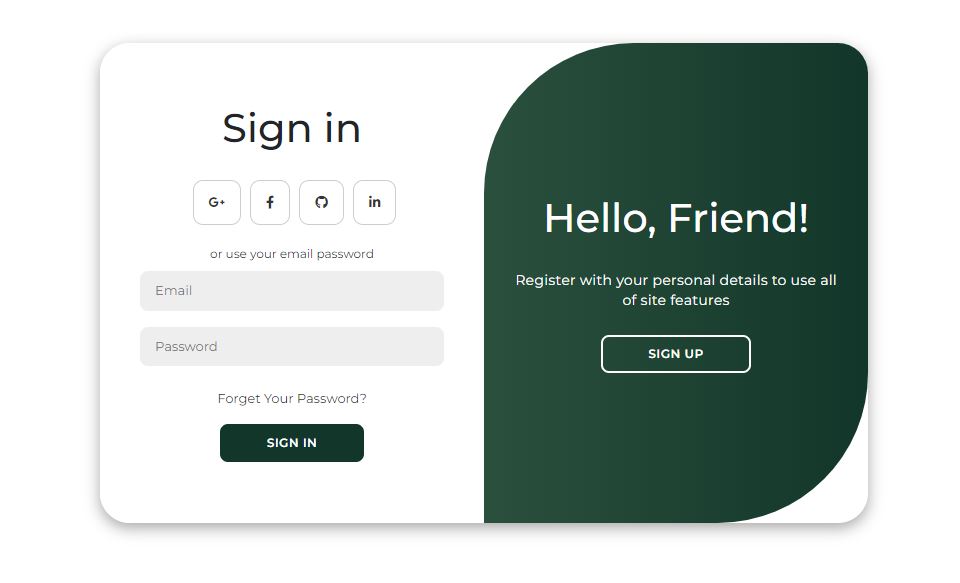 Sign in
G+ f in
or use your email password
Email
Password
Forget Your Password?
SIGN IN
Hello, Friend!
Register with your personal details to use all
of site features
SIGN UP